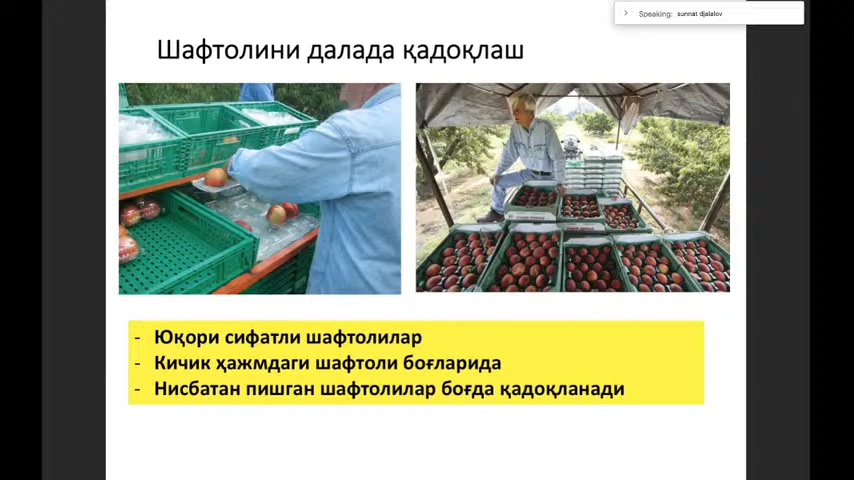 Speaking: sunnat djalalov
Шафтолини далада қадоқлаш
- Юқори сифатли шафтолилар
- Кичик ҳажмдаги шафтоли боғларида
- Нисбатан пишган шафтолилар боғда қадоқланади